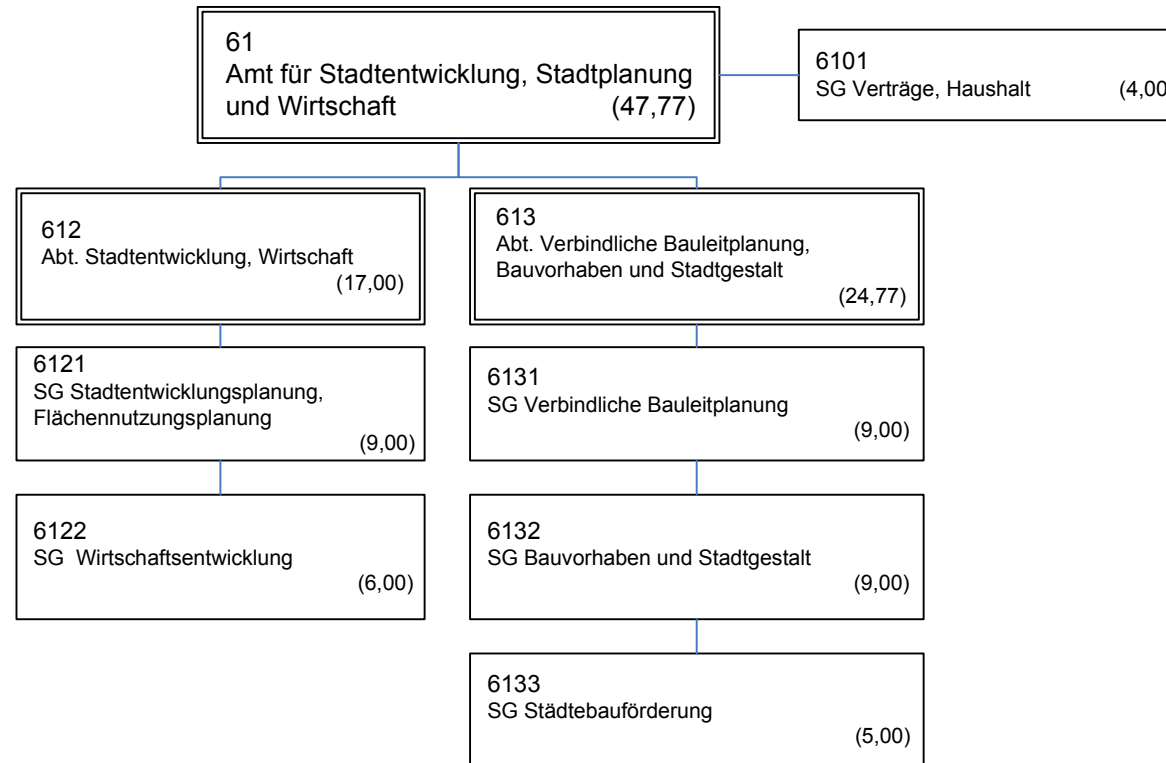 61
Amt für Stadtentwicklung, Stadtplanung
und Wirtschaft (47,77)
6101
SG Verträge, Haushalt (4,00
612
Abt. Stadtentwicklung, Wirtschaft
(17,00)
613
Abt. Verbindliche Bauleitplanung,
Bauvorhaben und Stadtgestalt
(24,77)
6121
SG Stadtentwicklungsplanung,
Flächennutzungsplanung
(9,00)
6131
SG Verbindliche Bauleitplanung
(9,00)
6122
SG Wirtschaftsentwicklung
(6,00)
6132
SG Bauvorhaben und Stadtgestalt
(9,00)
6133
SG Städtebauförderung
(5,00)